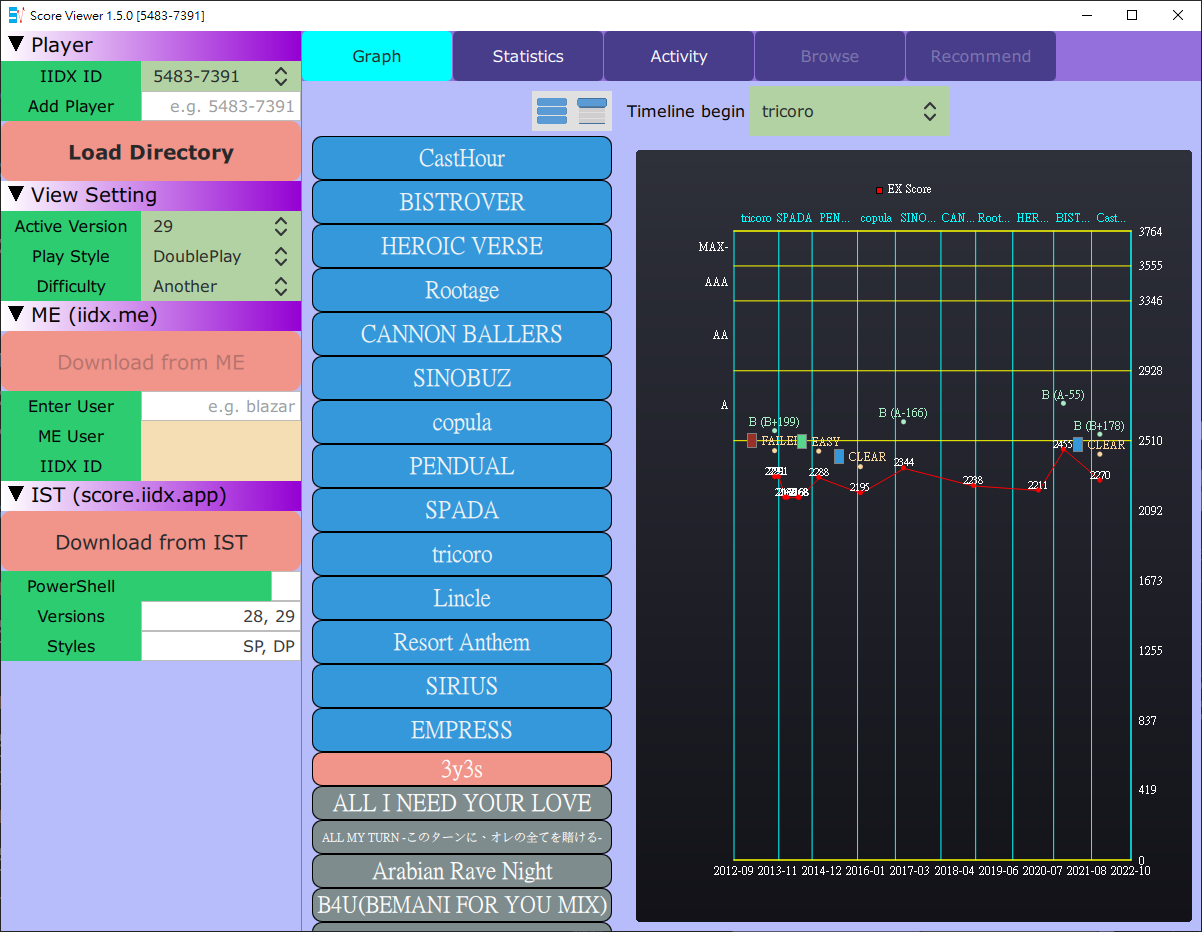 Score Viewer 1.5.0 [5483-7391]
Player
IIDX ID 5483-7391
Add Player e.g. 5483-7391
Load Directory
View Setting
Active Version 29
Play Style DoublePlay
Difficulty Another
ME (iidx.me)
Download from ME
Enter User e.g. blazar
ME User
IIDX ID
IST (score.iidx.app)
Download from IST
PowerShell
Versions 28, 29
Styles SP, DP
Graph Statistics Activity Browse Recommend
Timeline begin tricoro
CastHour
BISTROVER
HEROIC VERSE
Rootage
CANNON BALLERS
SINOBUZ
copula
PENDUAL
SPADA
tricoro
Lincle
Resort Anthem
SIRIUS
EMPRESS
3y3s
ALL I NEED YOUR LOVE
ALL MY TURN -このターンに、オレの全てを賭ける-
Arabian Rave Night
B4U(BEMANI FOR YOU MIX)
EX Score
tricoro SPADA PEN... copula SINO... CAN... Root... HER... BIST... Cast...
3764
MAX-
3555
AAA
3346
AA
2928
B (A-55)
A
B (A-166)
B (B+199)
B (B+178)
2510
FAILED EASY
CLEAR
2455
CLEAR
2344
2288
2270
2238
2211
2195
2092
1673
1255
837
419
0
2012-09 2013-11 2014-12 2016-01 2017-03 2018-04 2019-06 2020-07 2021-08 2022-10